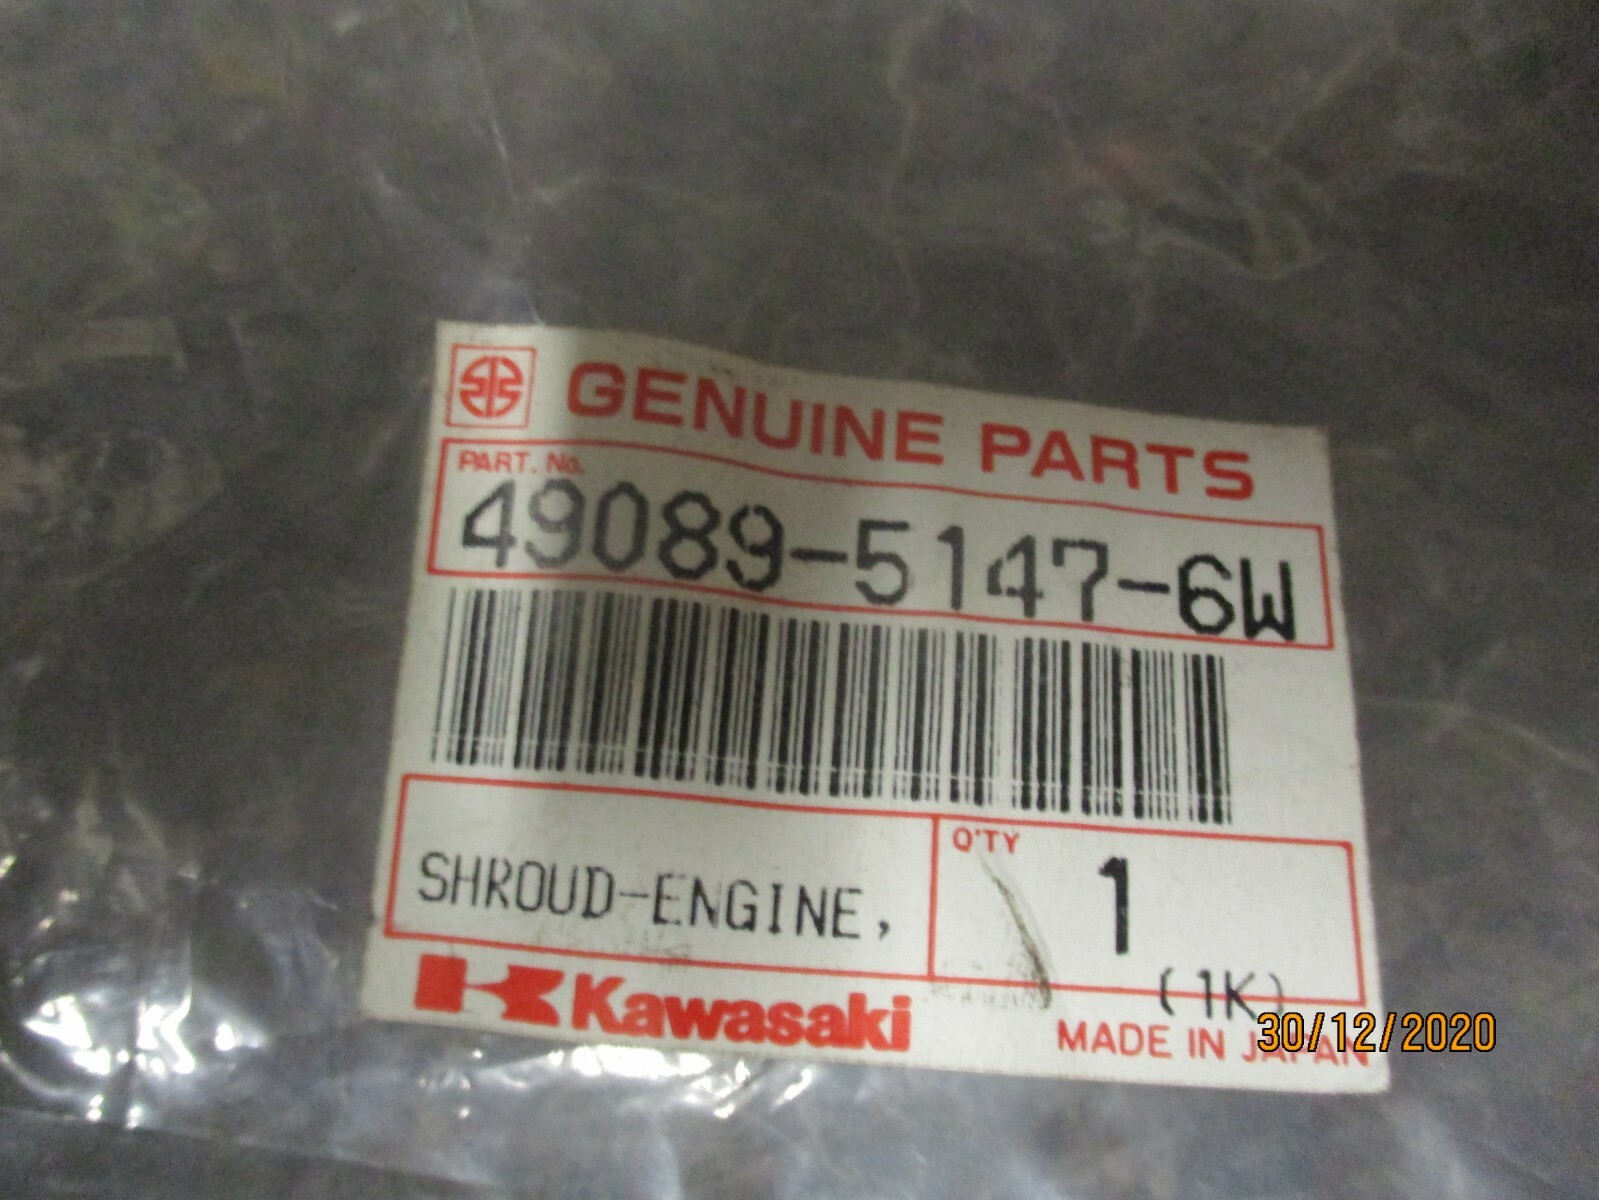 GENUINE PARTS
PART. No.
49089-5147-6W
SHROUD-ENGINE,
Q'TY
1
(1K)
Kawasaki
MADE IN JAPAN
30/12/2020